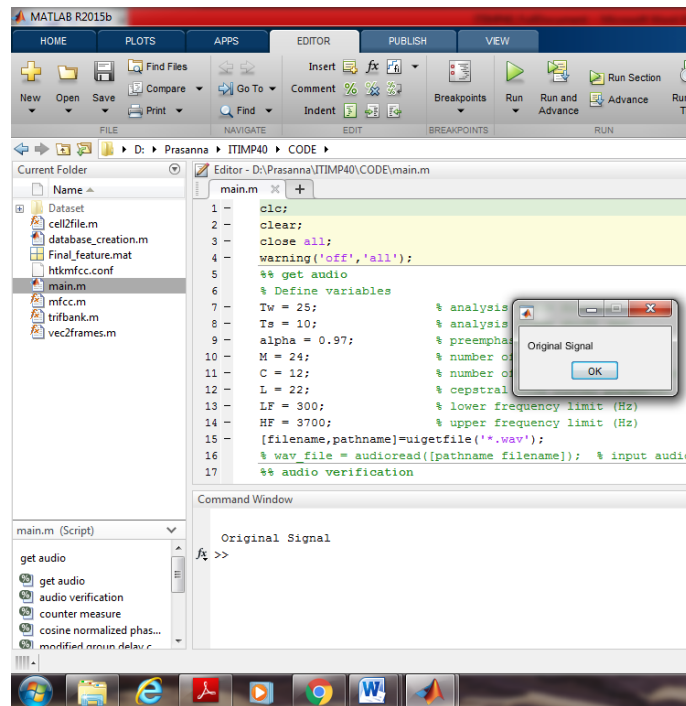 MATLAB R2015b
HOME PLOTS APPS EDITOR PUBLISH VIEW
New Open Save
Find Files
Compare
Print
FILE
Go To
Find
NAVIGATE
Insert fx
Comment
Indent
EDIT
Breakpoints
BREAKPOINTS
Run
Run and Advance
Run Section
Advance
RUN
D: Prasanna ITIMP40 CODE
Current Folder
Name
Dataset
cell2file.m
database_creation.m
Final_feature.mat
htkmfcc.conf
main.m
mfcc.m
trifbank.m
vec2frames.m
Editor - D:\Prasanna\ITIMP40\CODE\main.m
main.m
1 clc;
2 clear;
3 close all;
4 warning('off','all');
5 %% get audio
6 % Define variables
7 Tw = 25; % analysis
8 Ts = 10; % analysis
9 alpha = 0.97; % preemphas
10 M = 24; % number o
11 C = 12; % number o
12 L = 22; % cepstral
13 LF = 300; % lower frequency limit (Hz)
14 HF = 3700; % upper frequency limit (Hz)
15 [filename,pathname]=uigetfile('*.wav');
16 % wav_file = audioread([pathname filename]); % input audio
17 %% audio verification
Original Signal
OK
Command Window
Original Signal
fx >>
main.m (Script)
get audio
get audio
audio verification
counter measure
cosine normalized phas...
modified group delay c